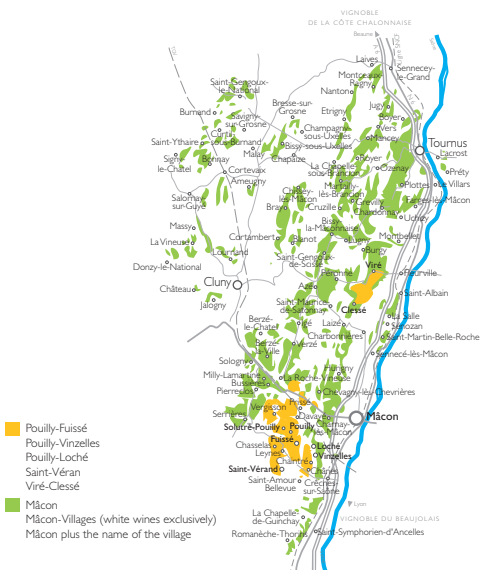 VIGNOBLE
DE LA CÔTE CHALONNAISE
Beaune
Saône
A 6
Laives
Sennecey-
le-Grand
Montceaux-
Ragny
Nanton
Saint-Gengoux-
le-National
Bresse-sur-
Grosne
Etrigny
Jugy
Boyer
Burnand
Savigny-
sur-Grosne
Vers
Champagny-
sous-Uxelles
Mancey
Curtil-
sous-Burnand
Saint-Ythaire
Bissy-sous-Uxelles
Tournus
Lacrost
Malay
Chapaize
Royer
Signy-
le-Châtel
Bonnay
Cortevaix
La Chapelle-
sous-Brancion
Ozenay
Préty
Ameugny
Martailly-
lès-Brancion
Plottes
Le Villars
Chissey-
lès-Mâcon
Salornay-
sur-Guye
Bray
Cruzille
Grevilly
Farges-lès-Mâcon
Chardonnay
Uchizy
Massy
Bissy-
la-Mâconnaise
La Vineuse
Cortambert
Blanot
Lugny
Montbellet
Lournand
Burgy
Saint-Gengoux-
de-Scissé
Donzy-le-National
Viré
Péronne
Fleurville
Cluny
Château
Azé
Saint-Albain
Jalogny
Saint-Maurice-
de-Satonnay
Clessé
La Salle
Berzé-
le-Chatel
Igé
Laizé
Senozan
Charbonnières
Saint-Martin-Belle-Roche
Berzé-
la-Ville
Verzé
Sennecé-lès-Mâcon
Sologny
Hurigny
Milly-Lamartine
La Roche-Vineuse
Bussières
Pierreclos
Chevagny-lès-Chevrières
Prissé
Vergisson
Serrières
Davayé
Mâcon
Solutré-Pouilly
Pouilly
Charnay-
lès-Mâcon
Fuissé
Chasselas
Loché
Leynes
Vinzelles
Chaintré
Saint-Vérand
Chânes
Saint-Amour-
Bellevue
Crêches-
sur-Saône
Lyon
La Chapelle-
de-Guinchay
VIGNOBLE DU BEAUJOLAIS
Romanèche-Thorins
Saint-Symphorien-d'Ancelles
Pouilly-Fuissé
Pouilly-Vinzelles
Pouilly-Loché
Saint-Véran
Viré-Clessé
Mâcon
Mâcon-Villages (white wines exclusively)
Mâcon plus the name of the village